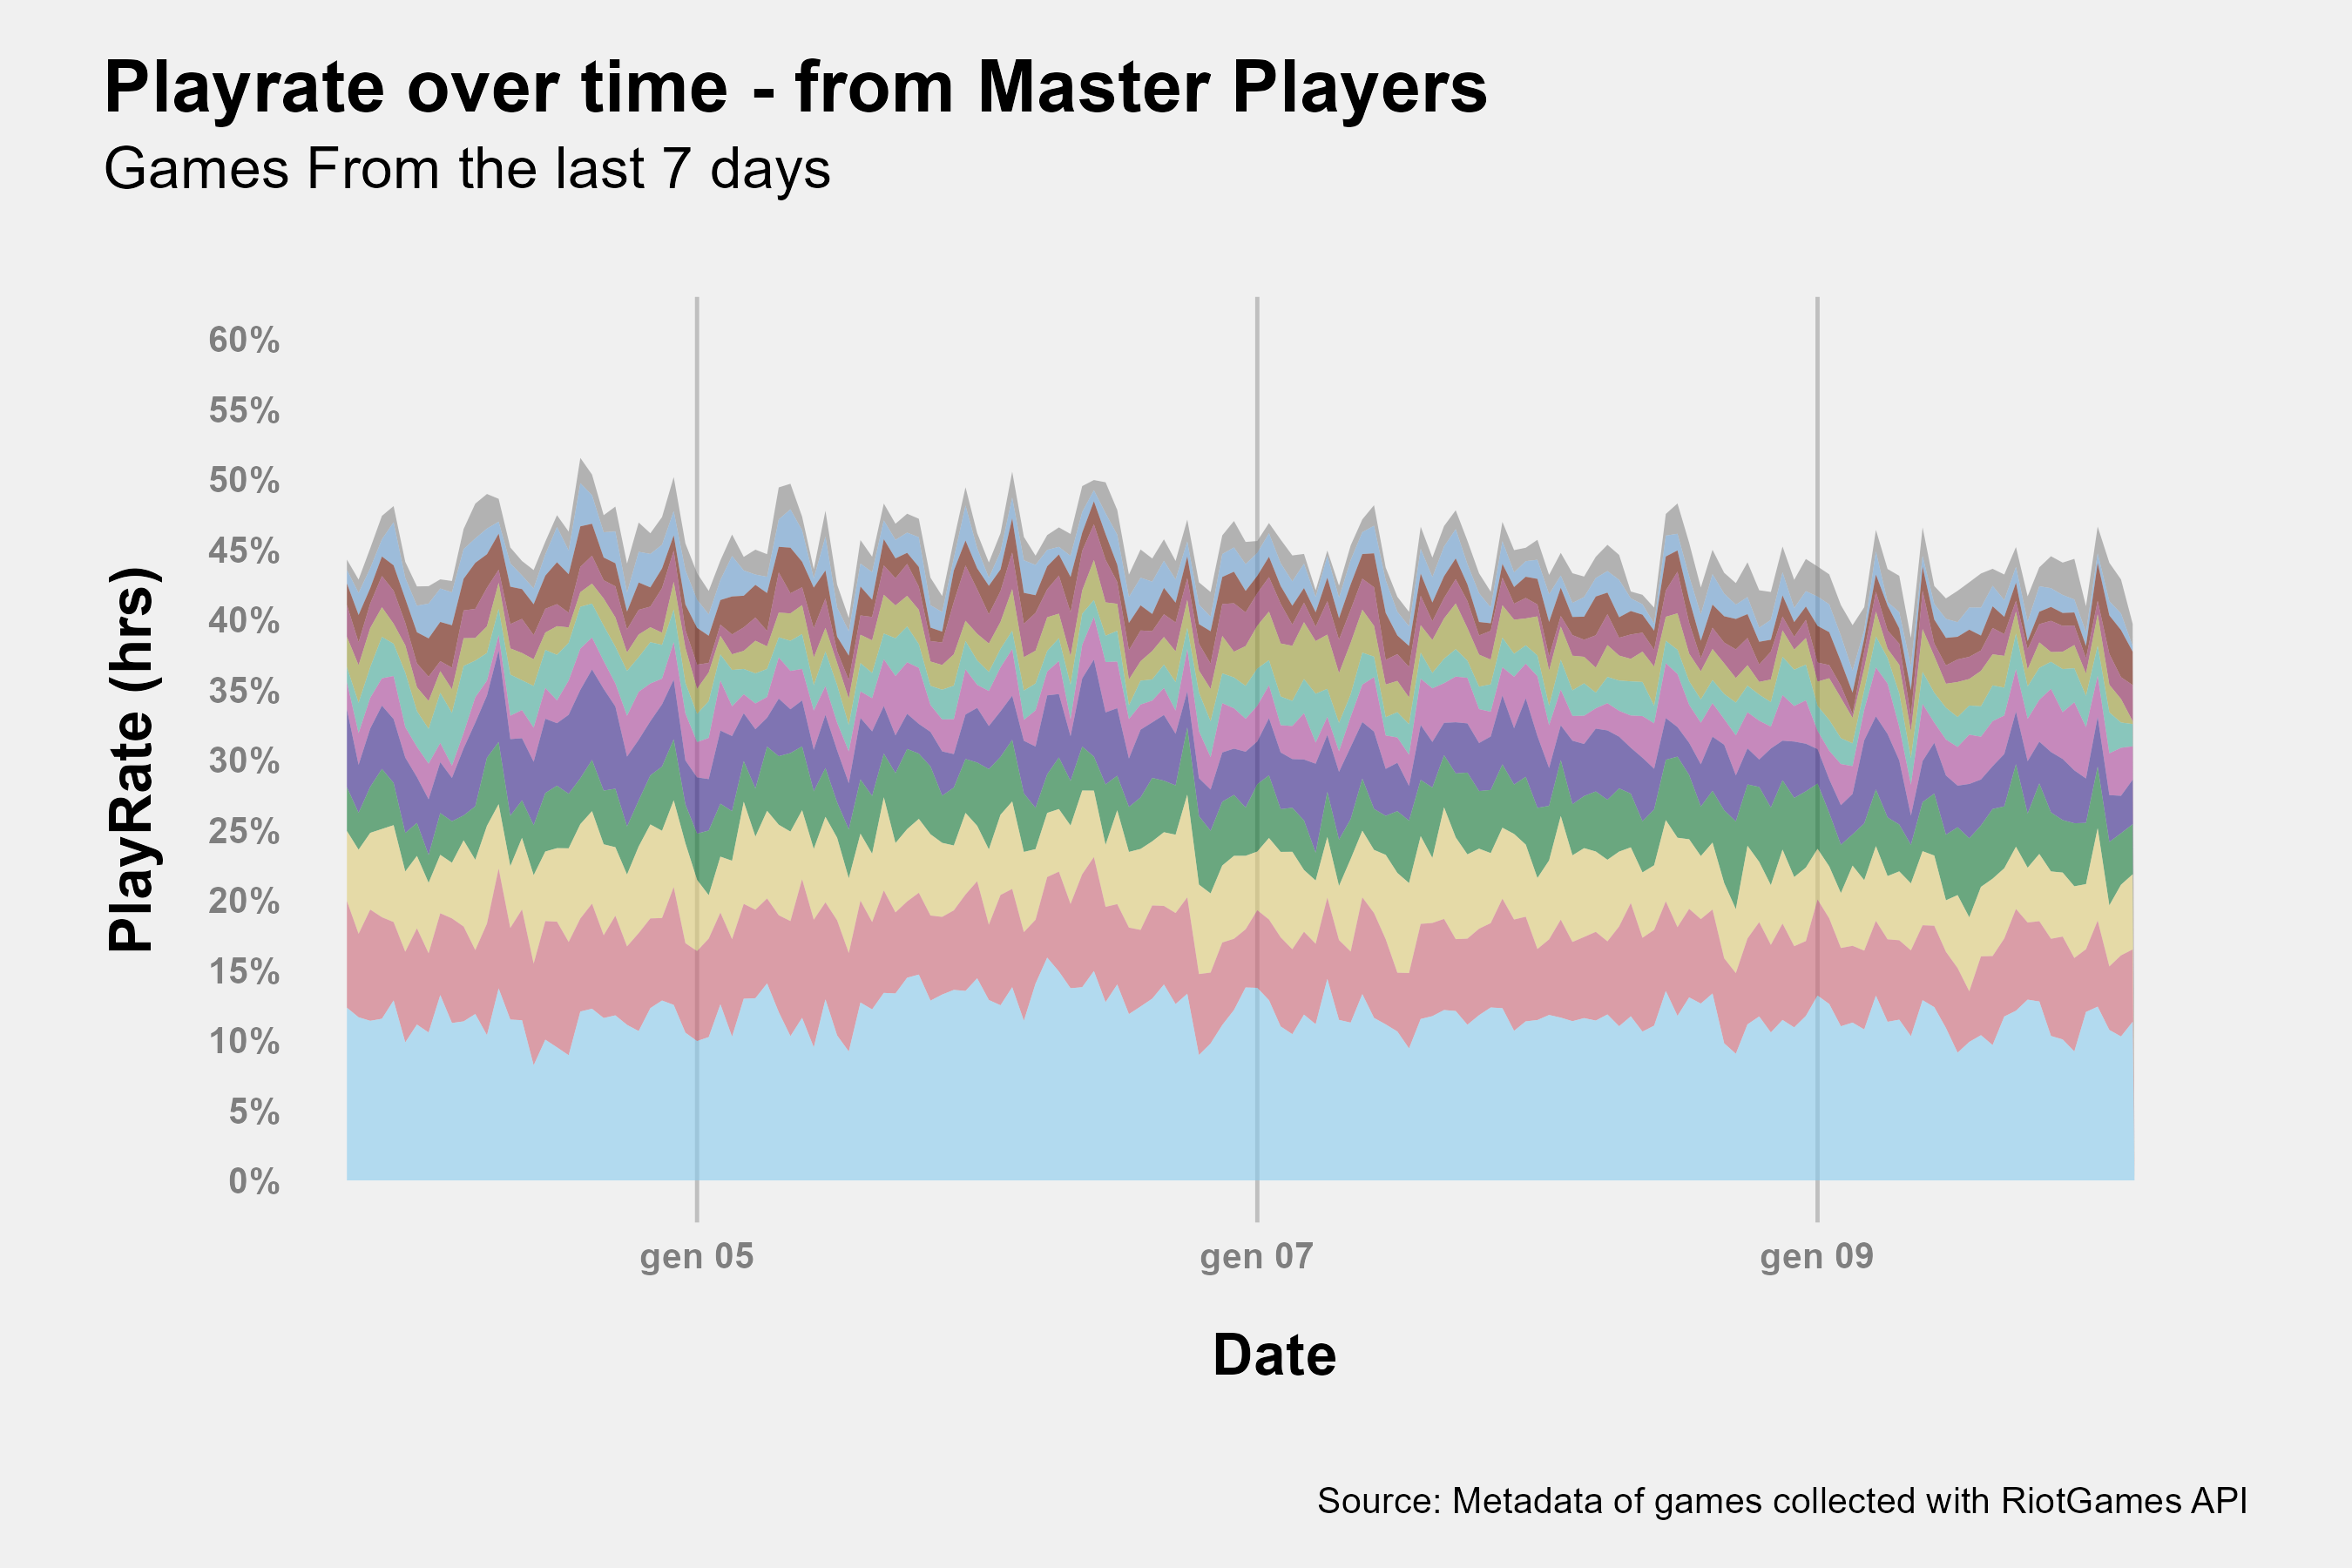 Playrate over time - from Master Players
Games From the last 7 days
60%
55%
50%
45%
40%
35%
30%
25%
20%
15%
10%
5%
0%
PlayRate (hrs)
gen 05
gen 07
gen 09
Date
Source: Metadata of games collected with RiotGames API